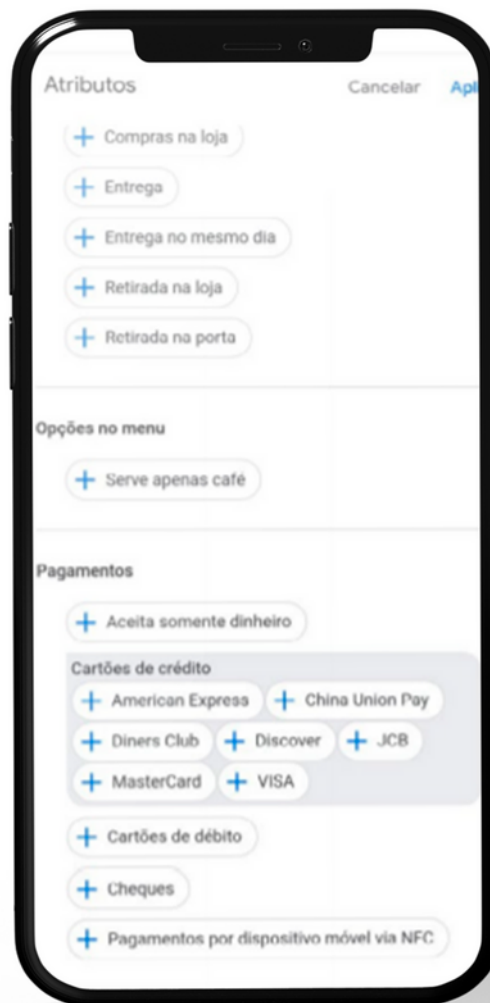 Atributos Cancelar Apl
Compras na loja
Entrega
Entrega no mesmo dia
Retirada na loja
Retirada na porta
Opções no menu
Serve apenas café
Pagamentos
Aceita somente dinheiro
Cartões de crédito
American Express China Union Pay
Diners Club Discover JCB
MasterCard VISA
Cartões de débito
Cheques
Pagamentos por dispositivo móvel via NFC